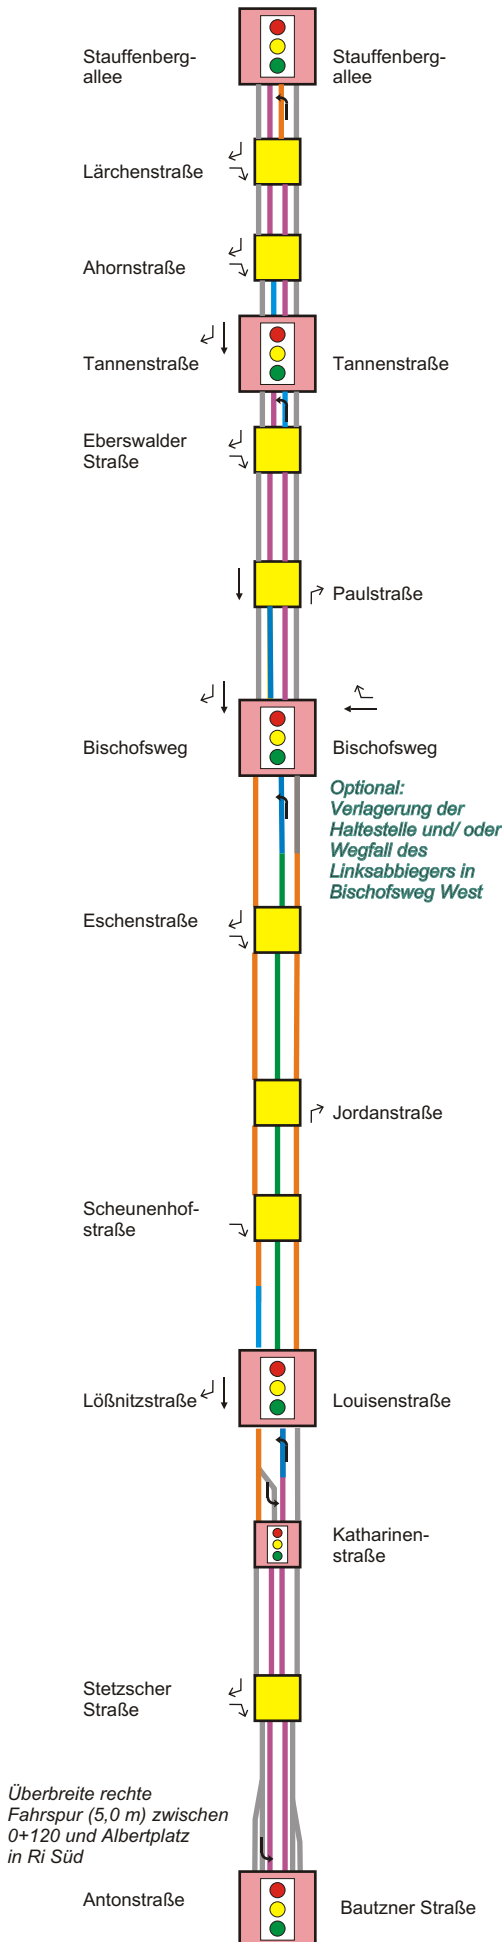 Stauffenberg-
allee
Stauffenberg-
allee
Lärchenstraße
Ahornstraße
Tannenstraße
Tannenstraße
Eberswalder
Straße
Paulstraße
Bischofsweg
Bischofsweg
Optional:
Verlagerung der
Haltestelle und/ oder
Wegfall des
Linksabbiegers in
Bischofsweg West
Eschenstraße
Jordanstraße
Scheunenhof-
straße
Lößnitzstraße
Louisenstraße
Katharinen-
straße
Stetzscher
Straße
Überbreite rechte
Fahrspur (5,0 m) zwischen
0+120 und Albertplatz
in Ri Süd
Antonstraße
Bautzner Straße